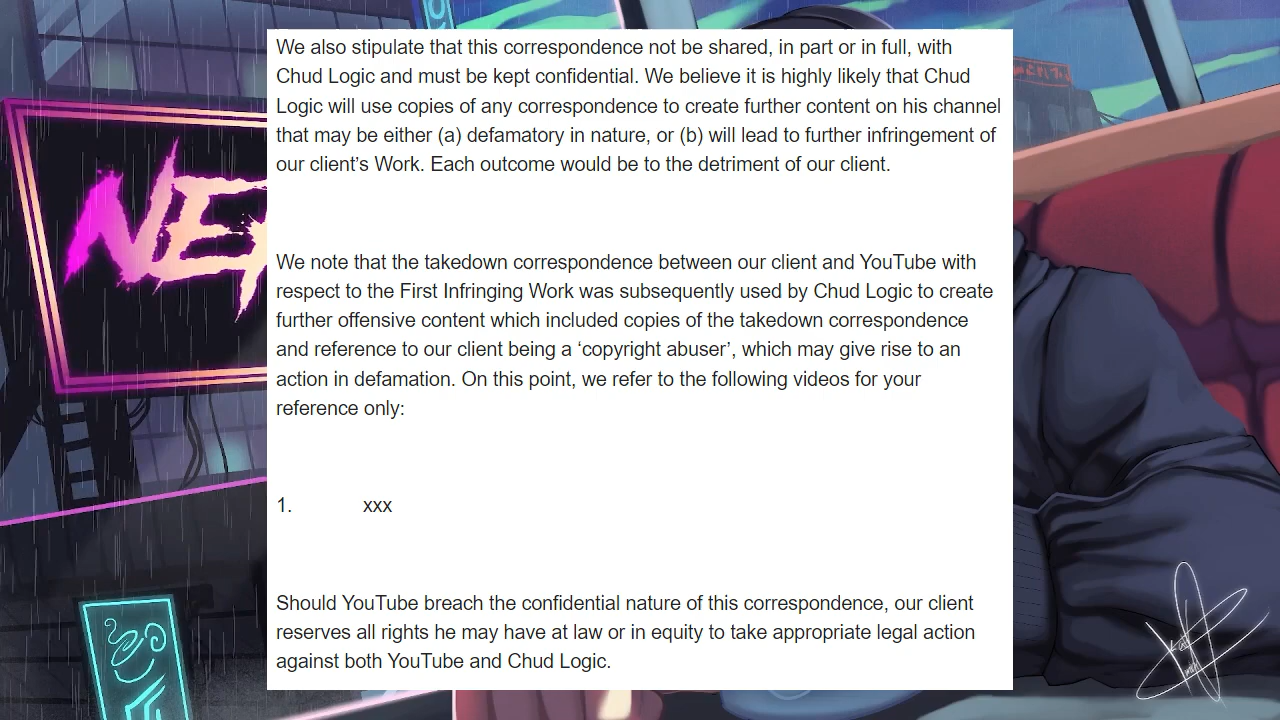 We also stipulate that this correspondence not be shared, in part or in full, with
Chud Logic and must be kept confidential. We believe it is highly likely that Chud
Logic will use copies of any correspondence to create further content on his channel
that may be either (a) defamatory in nature, or (b) will lead to further infringement of
our client’s Work. Each outcome would be to the detriment of our client.
We note that the takedown correspondence between our client and YouTube with
respect to the First Infringing Work was subsequently used by Chud Logic to create
further offensive content which included copies of the takedown correspondence
and reference to our client being a ‘copyright abuser’, which may give rise to an
action in defamation. On this point, we refer to the following videos for your
reference only:
1. xxx
Should YouTube breach the confidential nature of this correspondence, our client
reserves all rights he may have at law or in equity to take appropriate legal action
against both YouTube and Chud Logic.